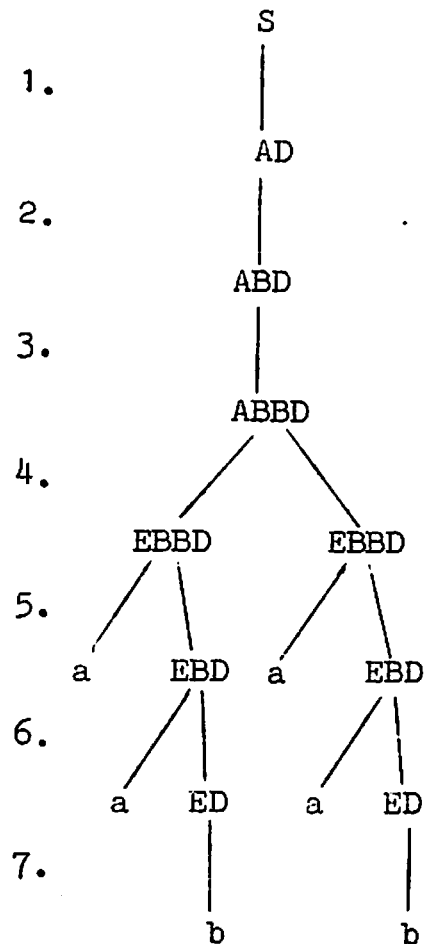 S
1.
AD
2.
ABD
3.
ABBD
4.
EBBD EBBD
5.
a EBD a EBD
6.
a ED a ED
7.
b b